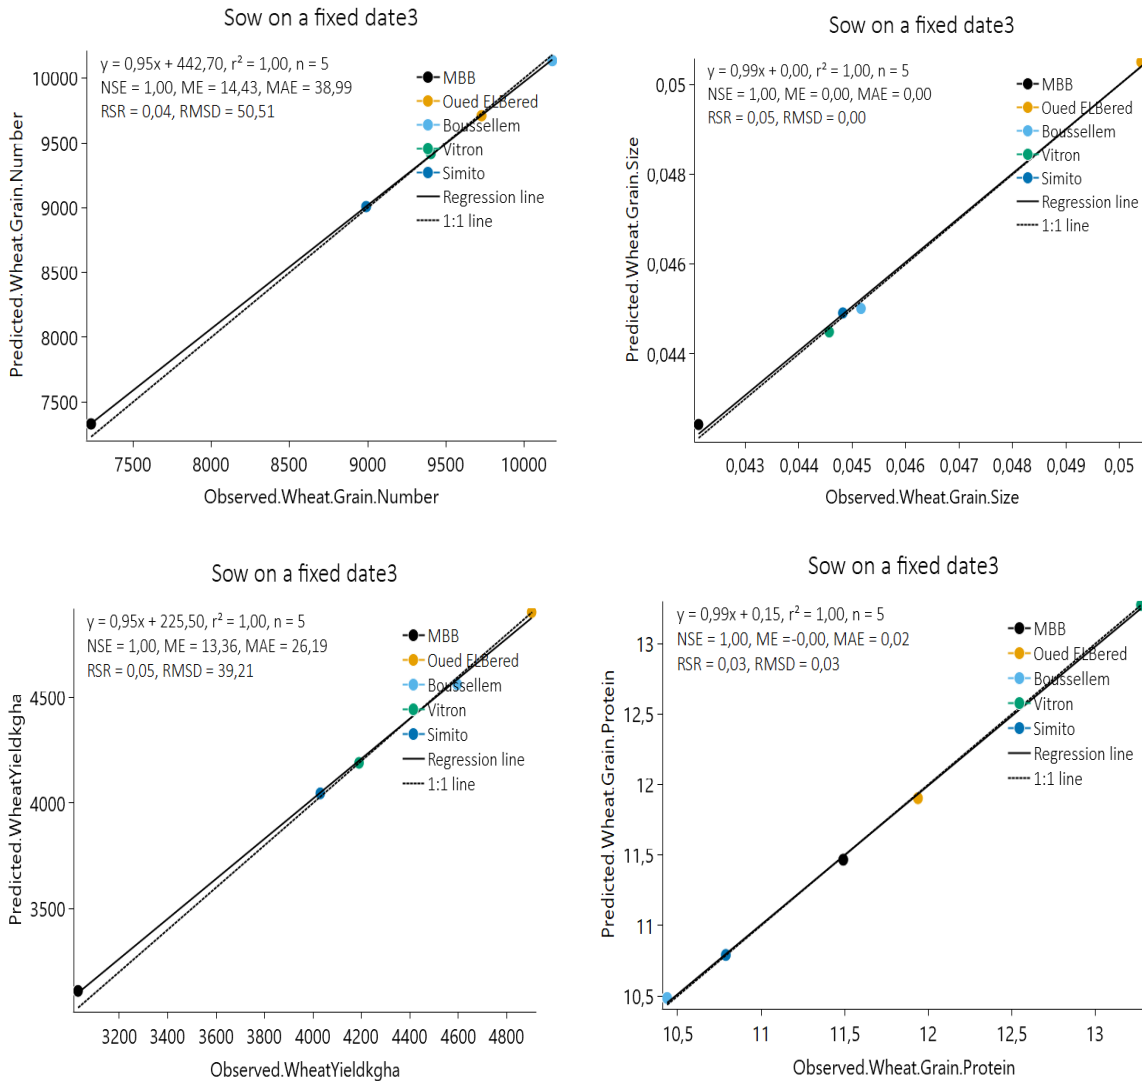 Sow on a fixed date3
y = 0,95x + 442,70, r² = 1,00, n = 5
NSE = 1,00, ME = 14,43, MAE = 38,99
RSR = 0,04, RMSD = 50,51
MBB
Oued ELBered
Boussellem
Vitron
Simito
Regression line
1:1 line
Predicted.Wheat.Grain.Number
10000
9500
9000
8500
8000
7500
7500 8000 8500 9000 9500 10000
Observed.Wheat.Grain.Number
Sow on a fixed date3
y = 0,99x + 0,00, r² = 1,00, n = 5
NSE = 1,00, ME = 0,00, MAE = 0,00
RSR = 0,05, RMSD = 0,00
MBB
Oued ELBered
Boussellem
Vitron
Simito
Regression line
1:1 line
Predicted.Wheat.Grain.Size
0,05
0,048
0,046
0,044
0,043 0,044 0,045 0,046 0,047 0,048 0,049 0,05
Observed.Wheat.Grain.Size
Sow on a fixed date3
y = 0,95x + 225,50, r² = 1,00, n = 5
NSE = 1,00, ME = 13,36, MAE = 26,19
RSR = 0,05, RMSD = 39,21
MBB
Oued ELBered
Boussellem
Vitron
Simito
Regression line
1:1 line
Predicted.WheatYieldkgha
4500
4000
3500
3200 3400 3600 3800 4000 4200 4400 4600 4800
Observed.WheatYieldkgha
Sow on a fixed date3
y = 0,99x + 0,15, r² = 1,00, n = 5
NSE = 1,00, ME =-0,00, MAE = 0,02
RSR = 0,03, RMSD = 0,03
MBB
Oued ELBered
Boussellem
Vitron
Simito
Regression line
1:1 line
Predicted.Wheat.Grain.Protein
13
12,5
12
11,5
11
10,5
10,5 11 11,5 12 12,5 13
Observed.Wheat.Grain.Protein